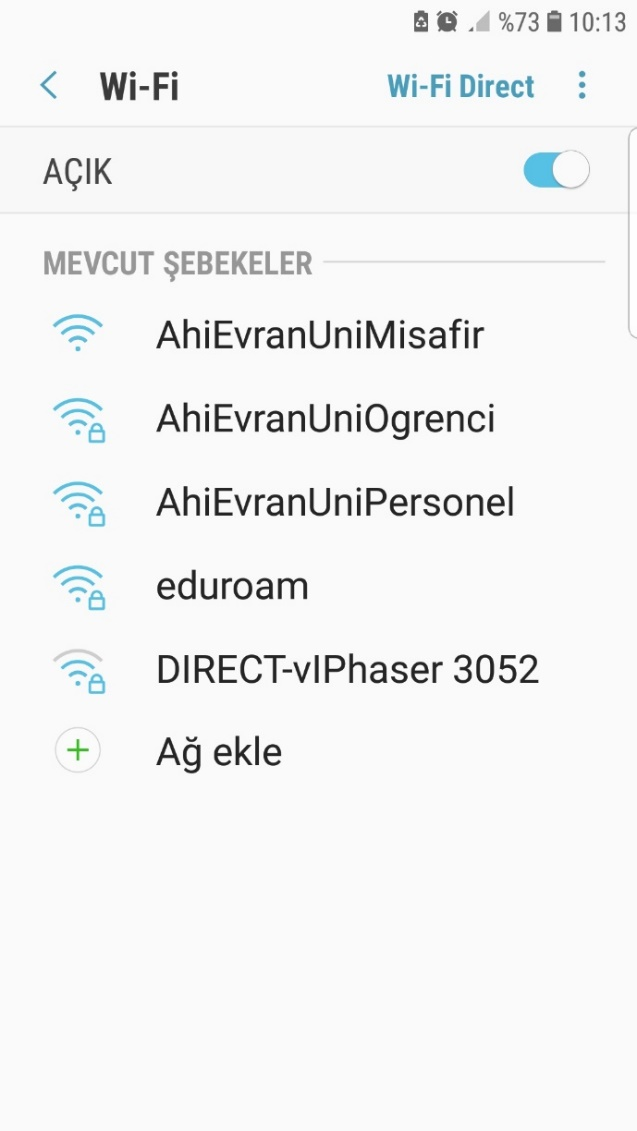 %73 10:13
Wi-Fi Wi-Fi Direct
AÇIK
MEVCUT ŞEBEKELER
AhiEvranUniMisafir
AhiEvranUniOgrenci
AhiEvranUniPersonel
eduroam
DIRECT-vIPhaser 3052
Ağ ekle